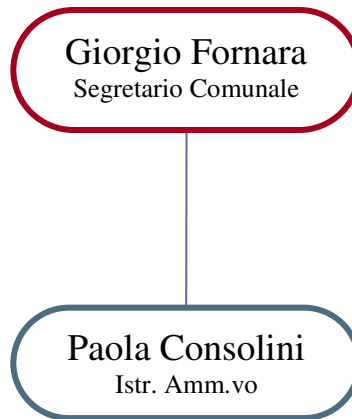 Giorgio Fornara
Segretario Comunale
Paola Consolini
Istr. Amm.vo